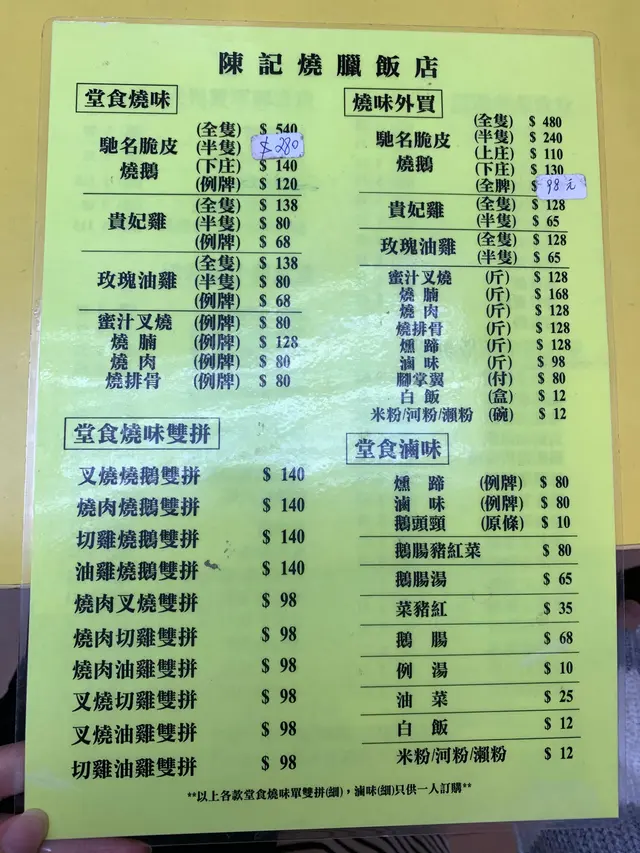 陳記燒臘飯店
堂食燒味
馳名脆皮燒鵝
(全隻) $ 540
(半隻) $ 280
(下庄) $ 140
(例牌) $ 120
貴妃雞
(全隻) $ 138
(半隻) $ 80
(例牌) $ 68
玫瑰油雞
(全隻) $ 138
(半隻) $ 80
(例牌) $ 68
蜜汁叉燒 (例牌) $ 80
燒腩 (例牌) $ 128
燒肉 (例牌) $ 80
燒排骨 (例牌) $ 80
堂食燒味雙拼
叉燒燒鵝雙拼 $ 140
燒肉燒鵝雙拼 $ 140
切雞燒鵝雙拼 $ 140
油雞燒鵝雙拼 $ 140
燒肉叉燒雙拼 $ 98
燒肉切雞雙拼 $ 98
燒肉油雞雙拼 $ 98
叉燒切雞雙拼 $ 98
叉燒油雞雙拼 $ 98
切雞油雞雙拼 $ 98
燒味外買
馳名脆皮燒鵝
(全隻) $ 480
(半隻) $ 240
(上庄) $ 110
(下庄) $ 130
(全脾) $ 98元
貴妃雞
(全隻) $ 128
(半隻) $ 65
玫瑰油雞
(全隻) $ 128
(半隻) $ 65
蜜汁叉燒 (斤) $ 128
燒腩 (斤) $ 168
燒肉 (斤) $ 128
燒排骨 (斤) $ 128
燻蹄 (斤) $ 128
滷味 (斤) $ 98
腳掌翼 (付) $ 80
白飯 (盒) $ 12
米粉/河粉/瀨粉 (碗) $ 12
堂食滷味
燻蹄 (例牌) $ 80
滷味 (例牌) $ 80
鵝頭頸 (原條) $ 10
鵝腸豬紅菜 $ 80
鵝腸湯 $ 65
菜豬紅 $ 35
鵝腸 $ 68
例湯 $ 10
油菜 $ 25
白飯 $ 12
米粉/河粉/瀨粉 $ 12
**以上各款堂食燒味單雙拼(細)，滷味(細)只供一人訂購**